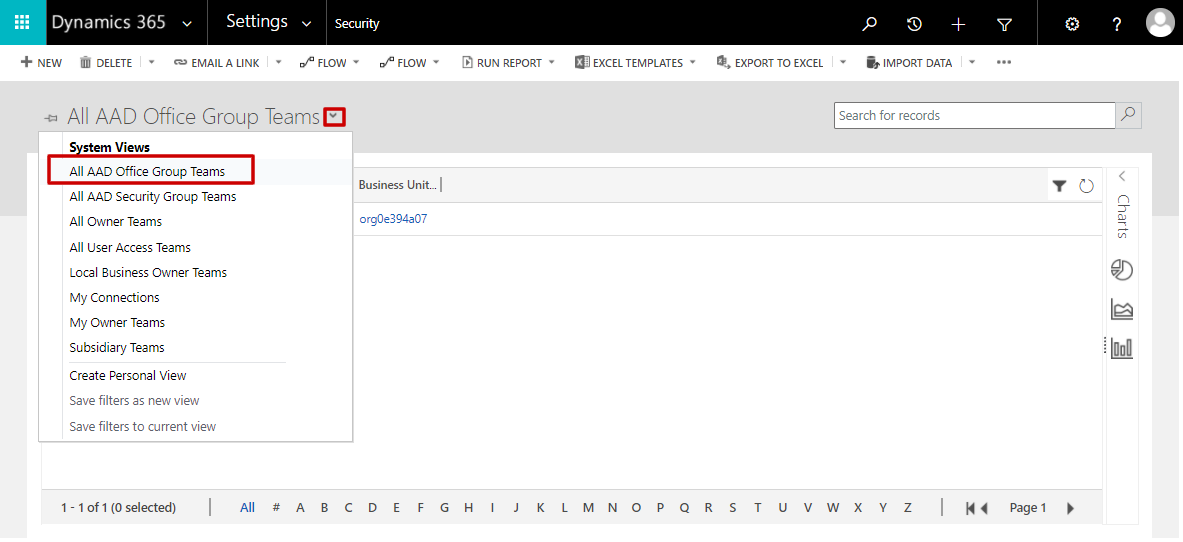 Dynamics 365 Settings Security ?
NEW DELETE EMAIL A LINK FLOW FLOW RUN REPORT EXCEL TEMPLATES EXPORT TO EXCEL IMPORT DATA
All AAD Office Group Teams
Search for records
System Views
All AAD Office Group Teams
All AAD Security Group Teams
All Owner Teams
All User Access Teams
Local Business Owner Teams
My Connections
My Owner Teams
Subsidiary Teams
Create Personal View
Save filters as new view
Save filters to current view
Business Unit...
org0e394a07
Charts
1 - 1 of 1 (0 selected) All # A B C D E F G H I J K L M N O P Q R S T U V W X Y Z Page 1